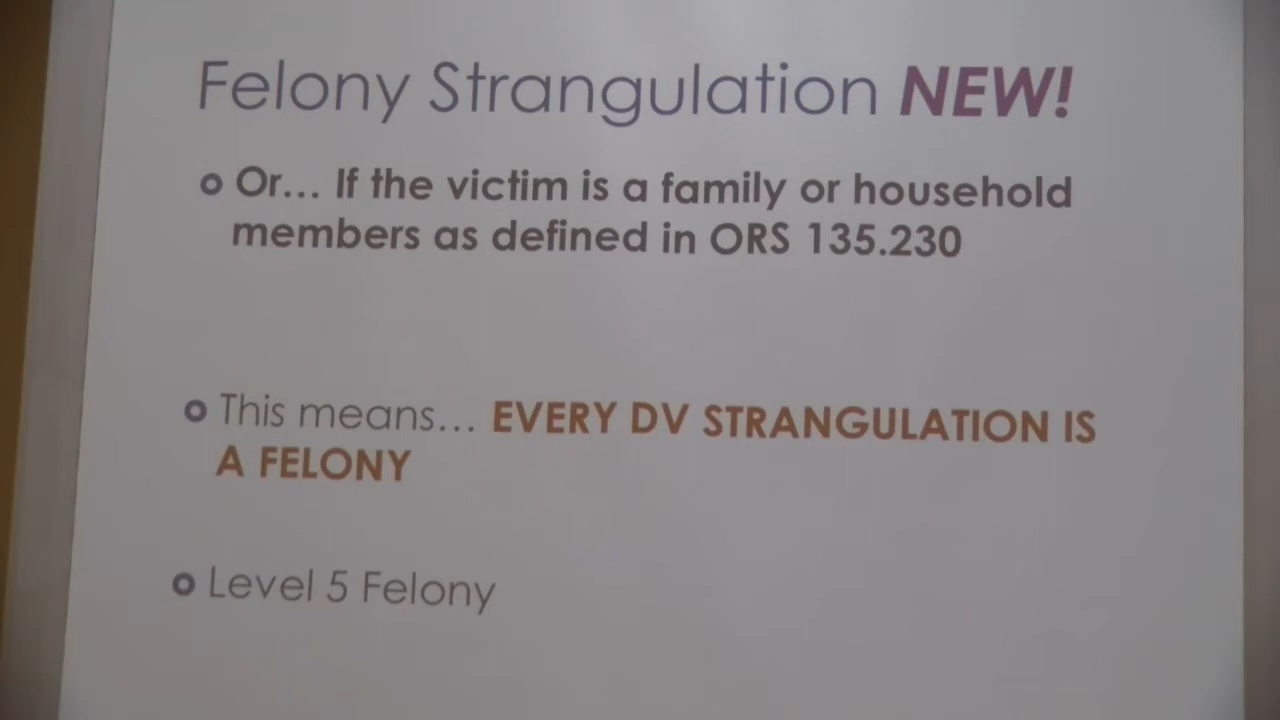 Felony Strangulation NEW!
Or... If the victim is a family or household
members as defined in ORS 135.230
This means... EVERY DV STRANGULATION IS
A FELONY
Level 5 Felony